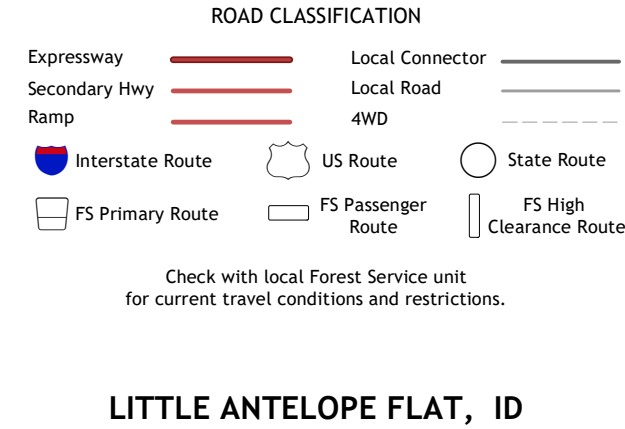 ROAD CLASSIFICATION
Expressway
Local Connector
Secondary Hwy
Local Road
Ramp
4WD
Interstate Route
US Route
State Route
FS Primary Route
FS Passenger
Route
FS High
Clearance Route
Check with local Forest Service unit
for current travel conditions and restrictions.
LITTLE ANTELOPE FLAT, ID